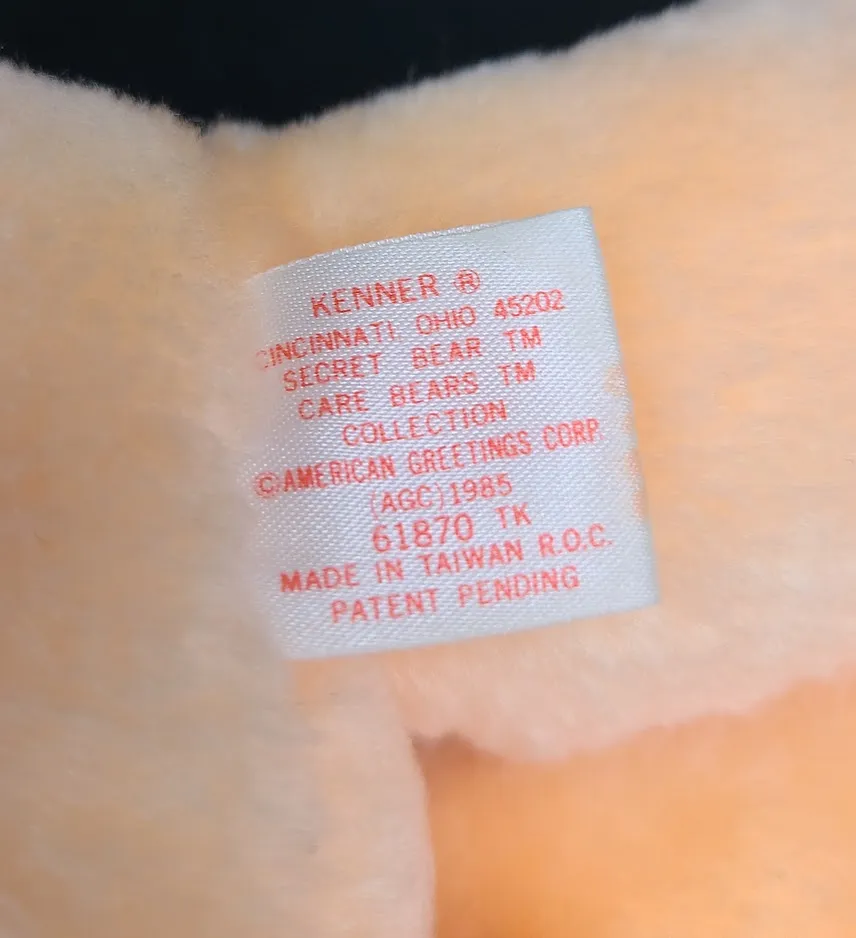 KENNER ®
CINCINNATI OHIO 45202
SECRET BEAR TM
CARE BEARS TM
COLLECTION
©AMERICAN GREETINGS CORP.
(AGC)1985
61870 TK
MADE IN TAIWAN R.O.C.
PATENT PENDING